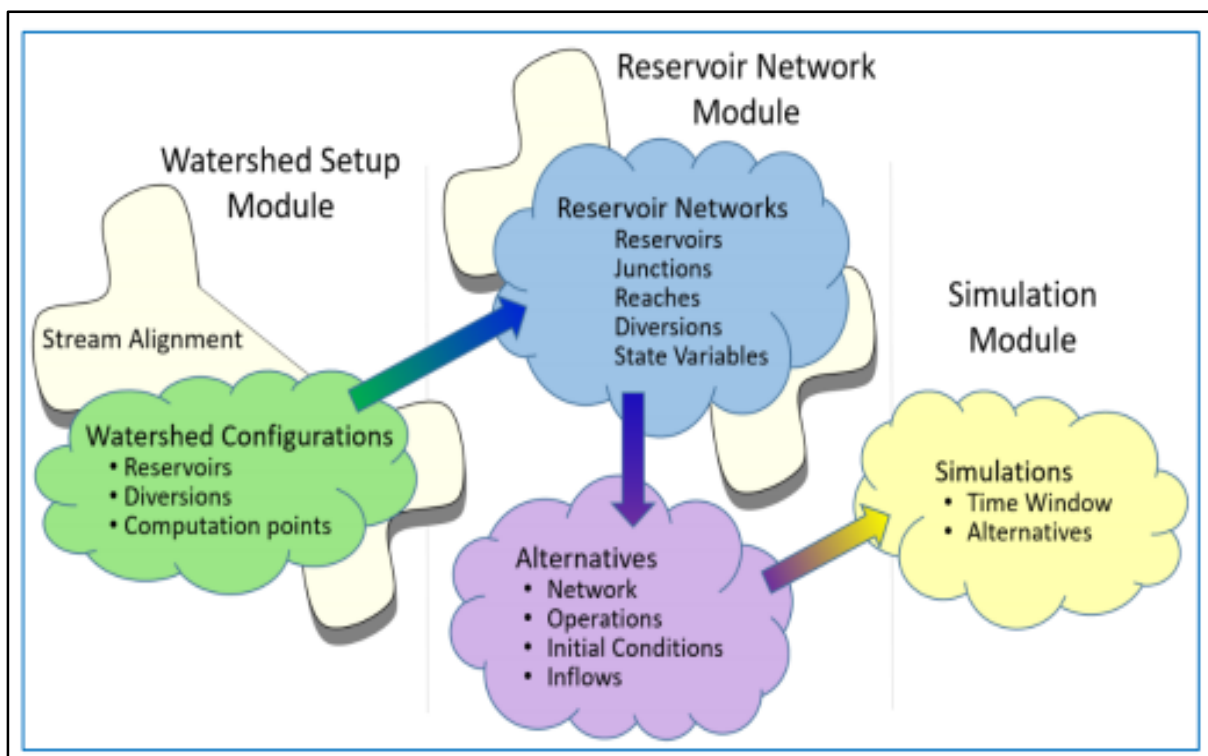 Watershed Setup
Module
Stream Alignment
Watershed Configurations
• Reservoirs
• Diversions
• Computation points
Reservoir Network
Module
Reservoir Networks
Reservoirs
Junctions
Reaches
Diversions
State Variables
Alternatives
• Network
• Operations
• Initial Conditions
• Inflows
Simulation
Module
Simulations
• Time Window
• Alternatives